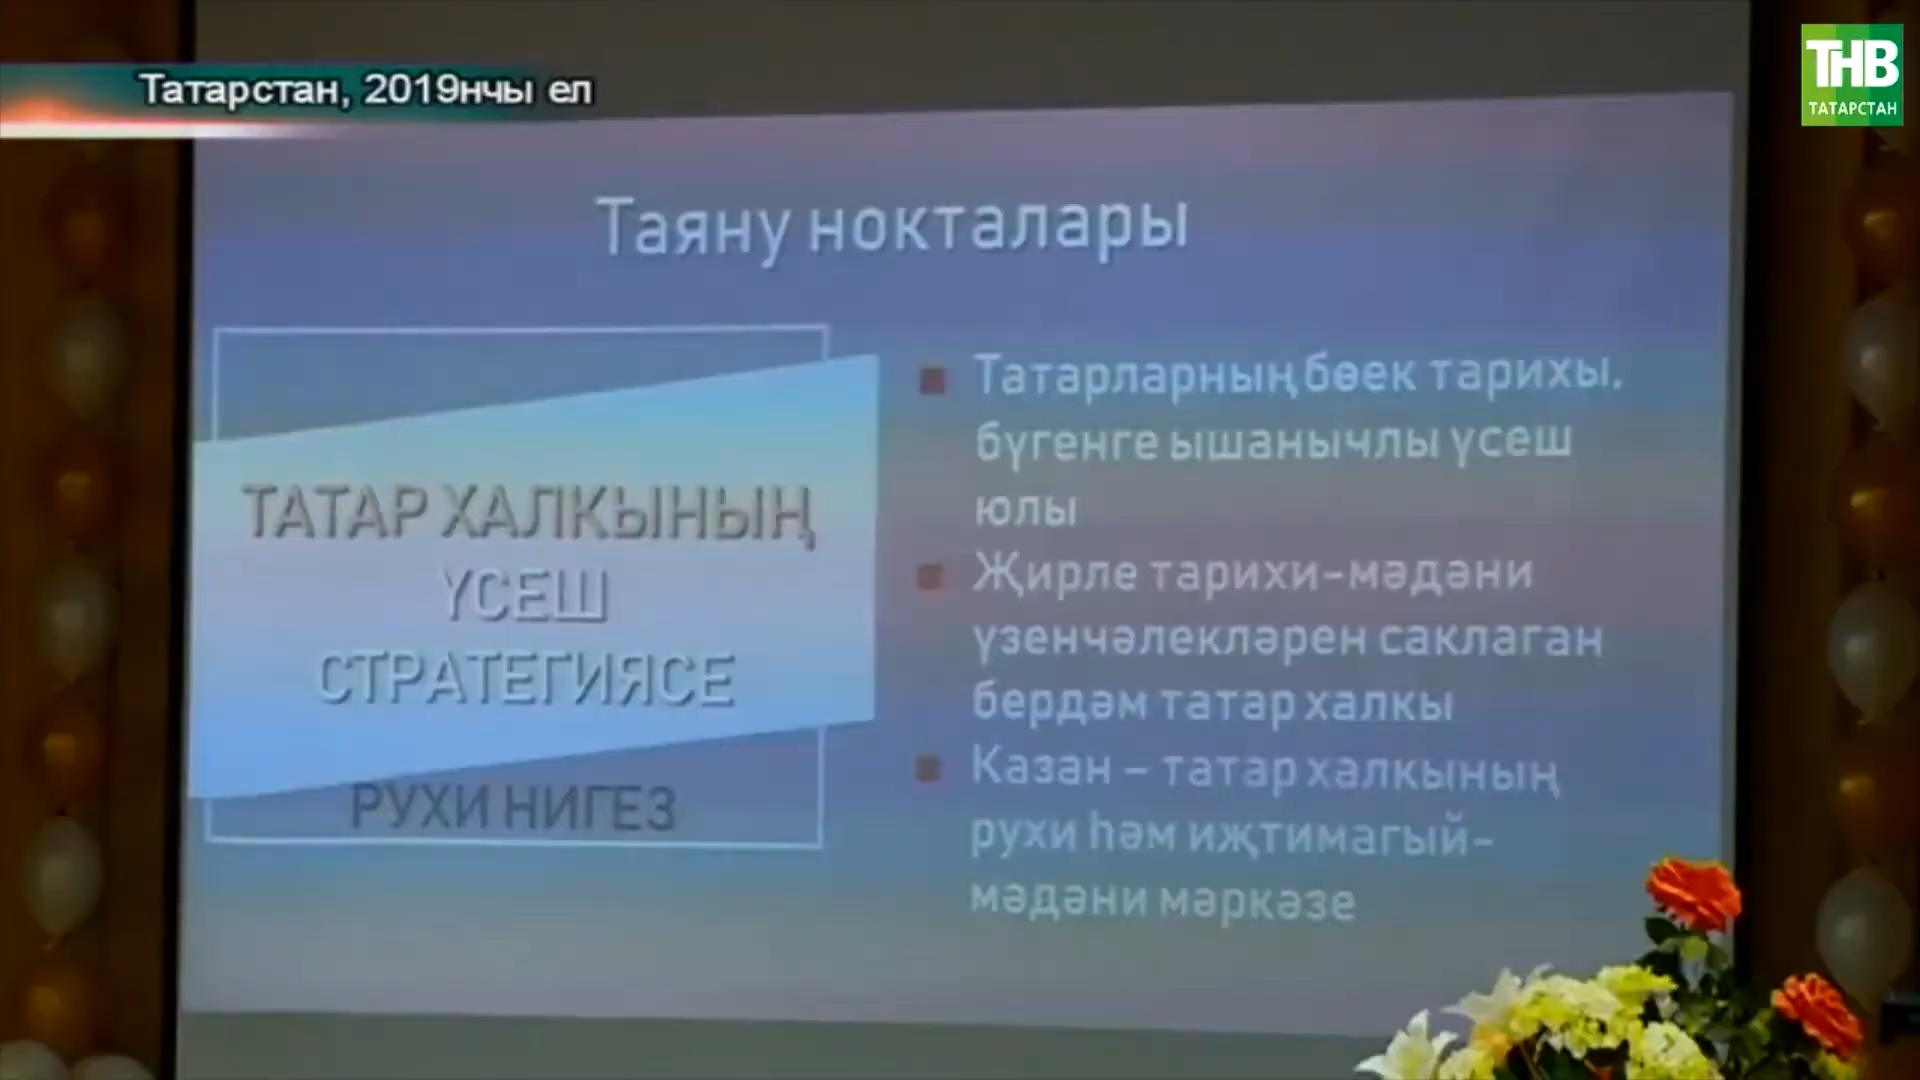 Татарстан, 2019нчы ел
ТНВ
ТАТАРСТАН
Таяну нокталары
ТАТАР ХАЛКЫНЫҢ
ҮСЕШ
СТРАТЕГИЯСЕ
РУХИ НИГЕЗ
Татарларның бөек тарихы,
бүгенге ышанычлы үсеш
юлы
Җирле тарихи-мәдәни
үзенчәлекләрен саклаган
бердәм татар халкы
Казан – татар халкының
рухи һәм иҗтимагый-
мәдәни мәркәзе